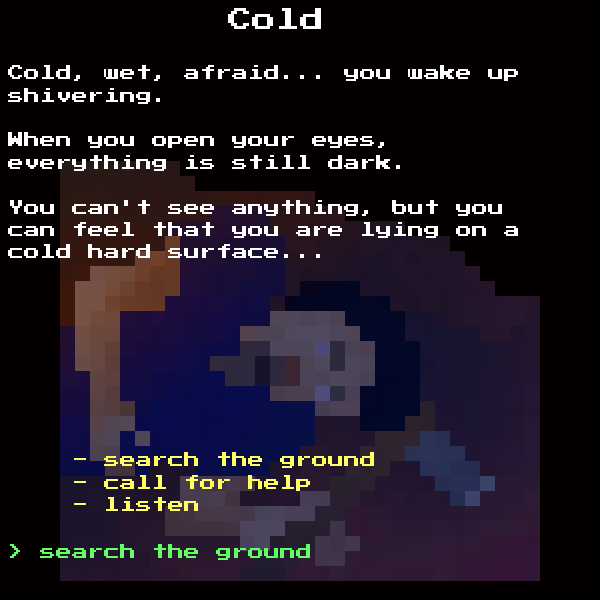 Cold
Cold, wet, afraid... you wake up
shivering.
When you open your eyes,
everything is still dark.
You can't see anything, but you
can feel that you are lying on a
cold hard surface...
- search the ground
- call for help
- listen
> search the ground